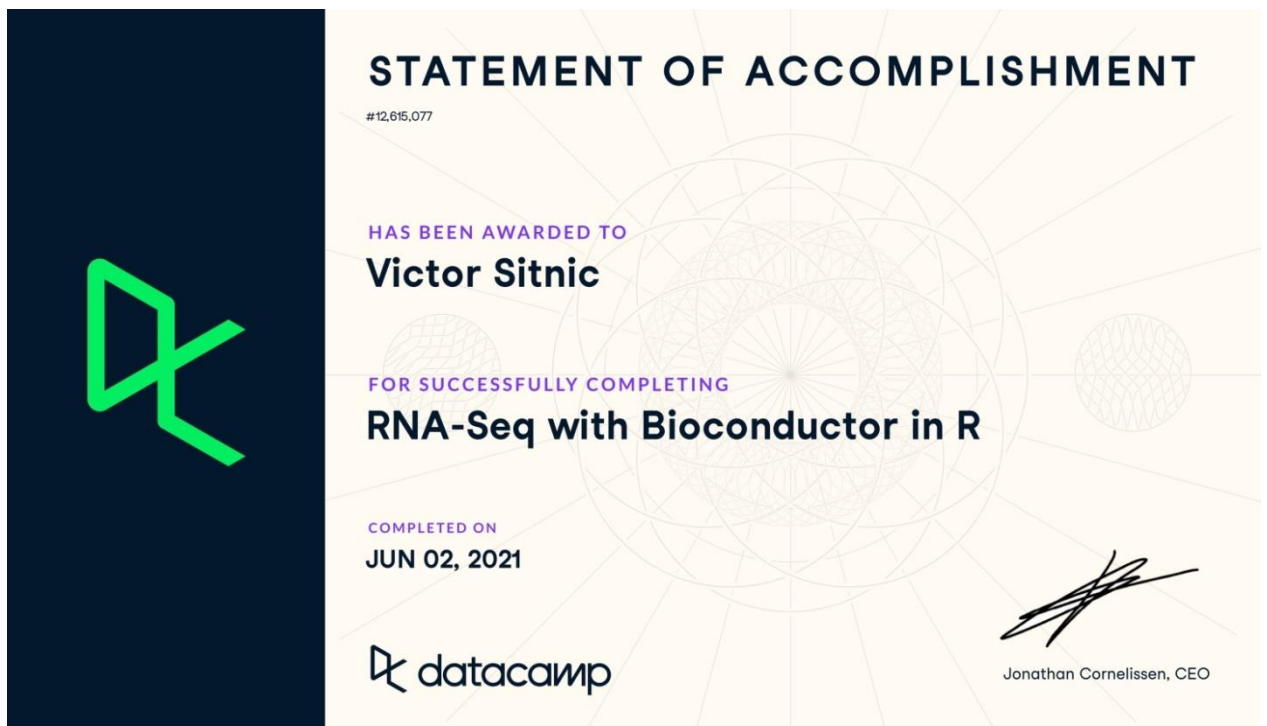 STATEMENT OF ACCOMPLISHMENT
#12,615,077
HAS BEEN AWARDED TO
Victor Sitnic
FOR SUCCESSFULLY COMPLETING
RNA-Seq with Bioconductor in R
COMPLETED ON
JUN 02, 2021
datacamp
Jonathan Cornelissen, CEO